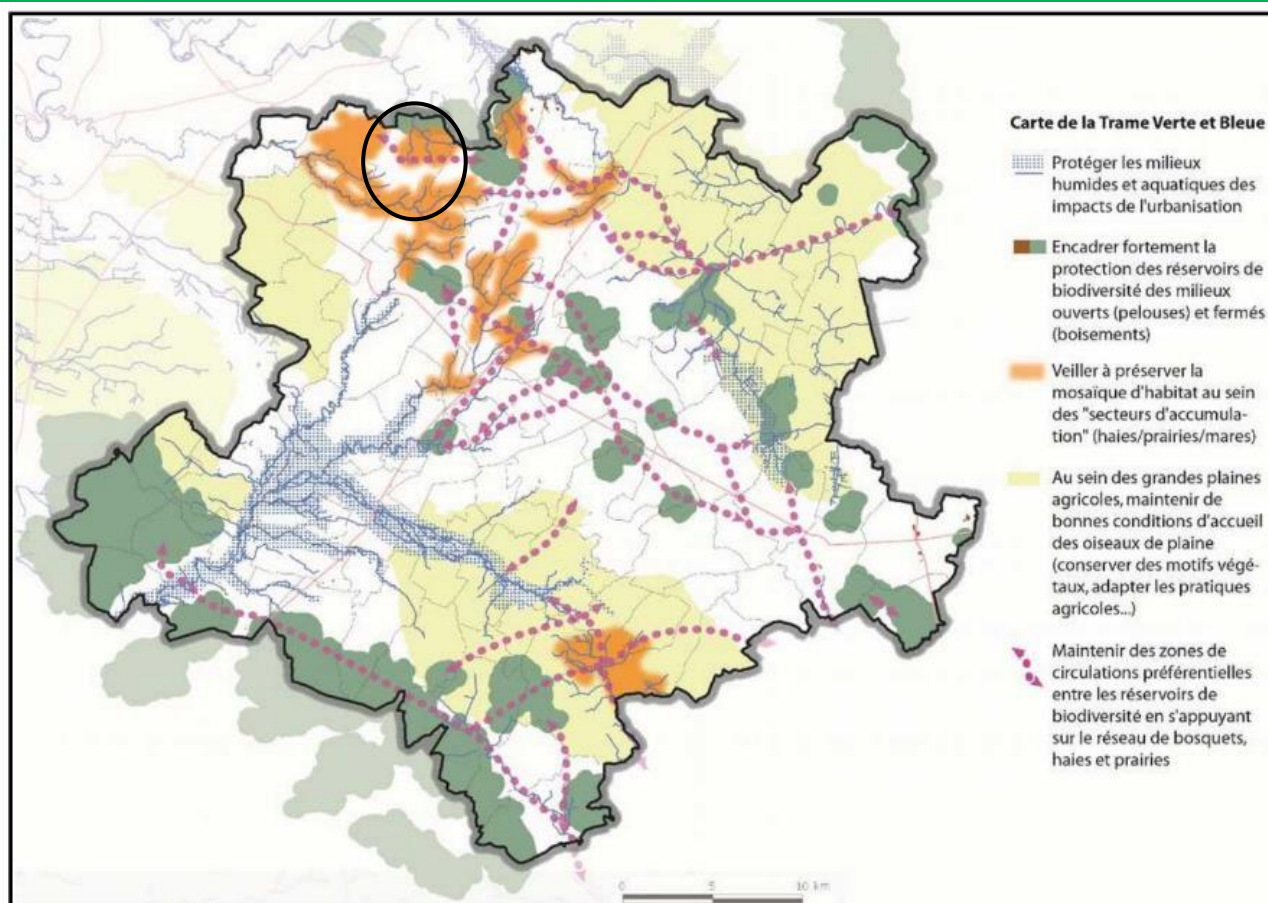 Carte de la Trame Verte et Bleue
Protéger les milieux
humides et aquatiques des
impacts de l'urbanisation
Encadrer fortement la
protection des réservoirs de
biodiversité des milieux
ouverts (pelouses) et fermés
(boisements)
Veiller à préserver la
mosaïque d'habitat au sein
des "secteurs d'accumula-
tion" (haies/prairies/mares)
Au sein des grandes plaines
agricoles, maintenir de
bonnes conditions d'accueil
des oiseaux de plaine
(conserver des motifs végé-
taux, adapter les pratiques
agricoles...)
Maintenir des zones de
circulations préférentielles
entre les réservoirs de
biodiversité en s'appuyant
sur le réseau de bosquets,
haies et prairies
0 5 10 km